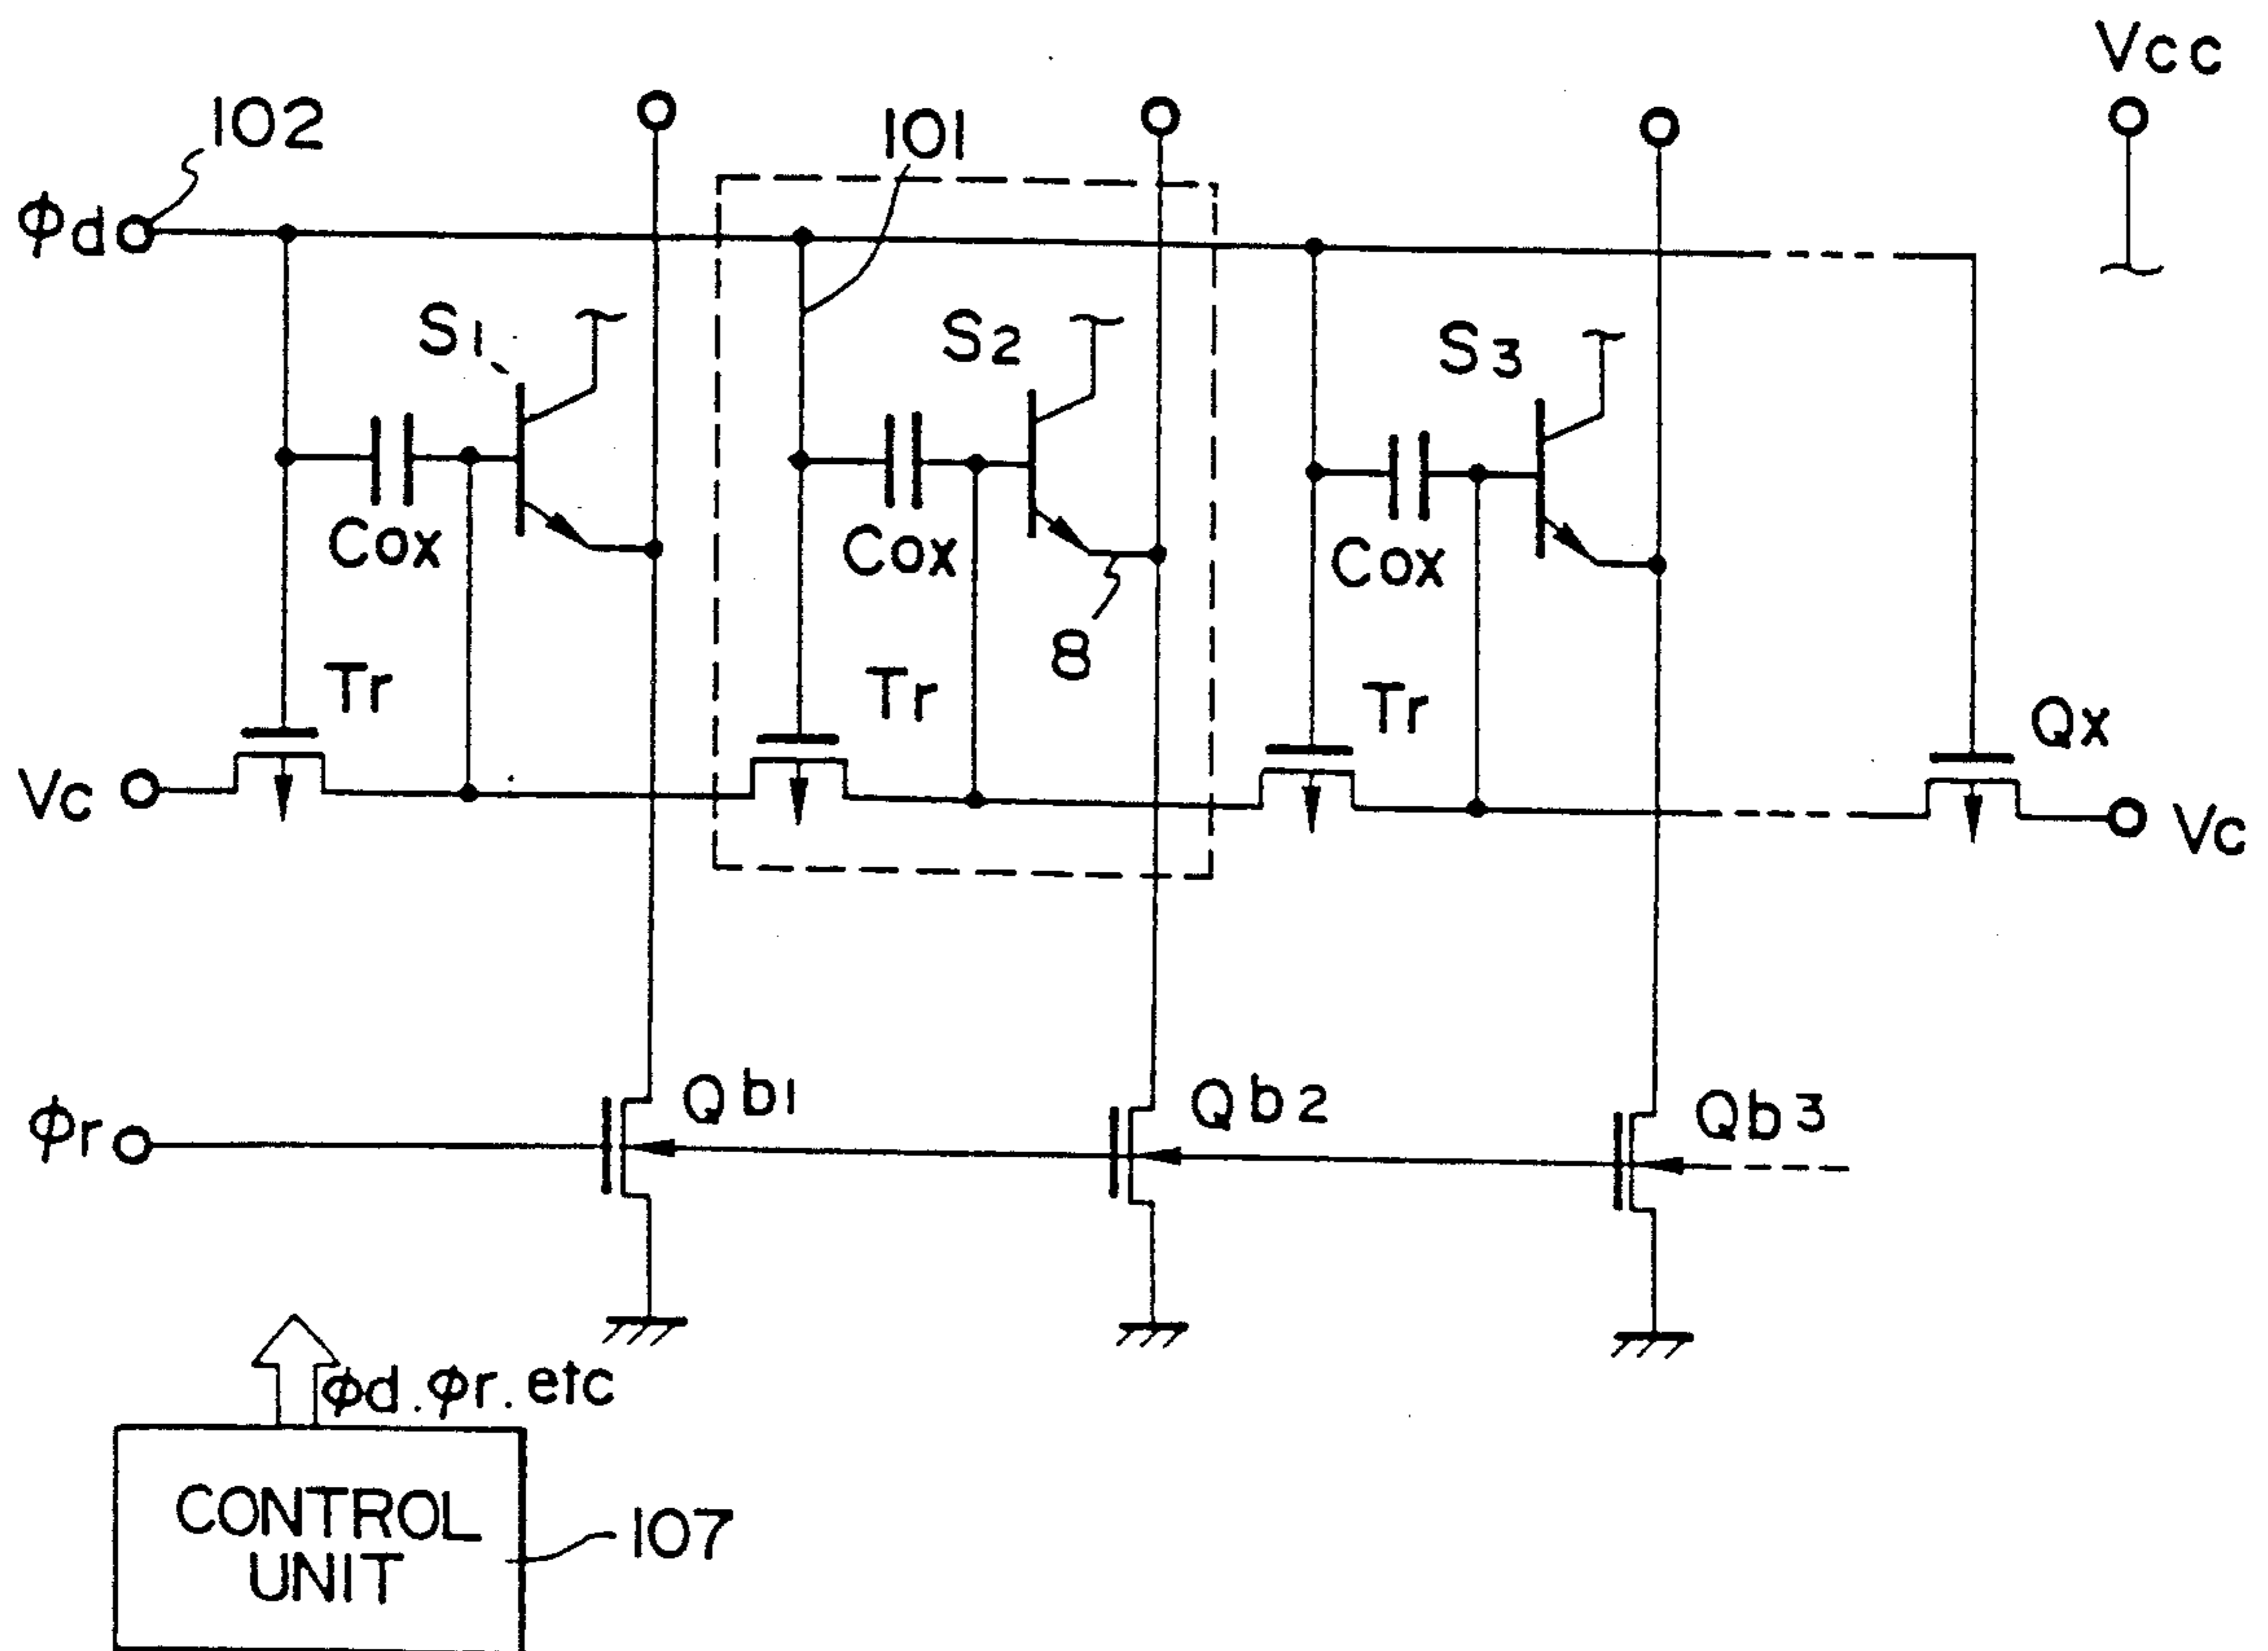 Vcc
102
101
ϕd
S1
S2
S3
Cox
Cox
Cox
8
Tr
Tr
Tr
Qx
Vc
Vc
Qb1
Qb2
Qb3
ϕr
ϕd. ϕr. etc
CONTROL
UNIT
107